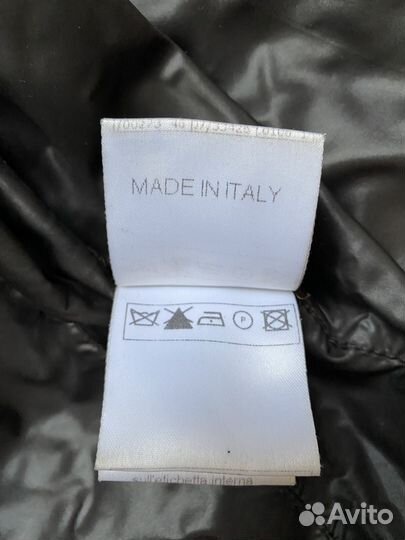 MADE IN ITALY
P
sull'etichetta interna
Avito